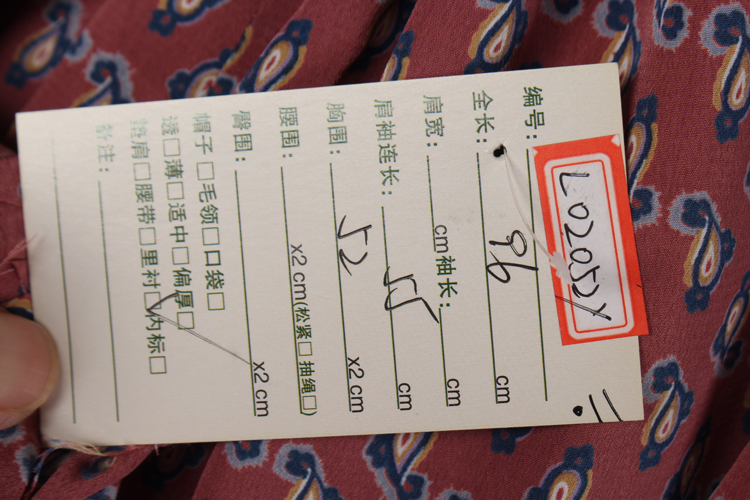 编号: L02052Y
全长: 96 cm
肩宽: cm 袖长: cm
肩袖连长: 55 cm
胸围: 52 x2 cm
腰围: x2 cm(松紧□ 抽绳□)
臀围: x2 cm
帽子□毛领□口袋□
透□薄□适中□偏厚□
垫肩□腰带□里衬☑内标□
备注: